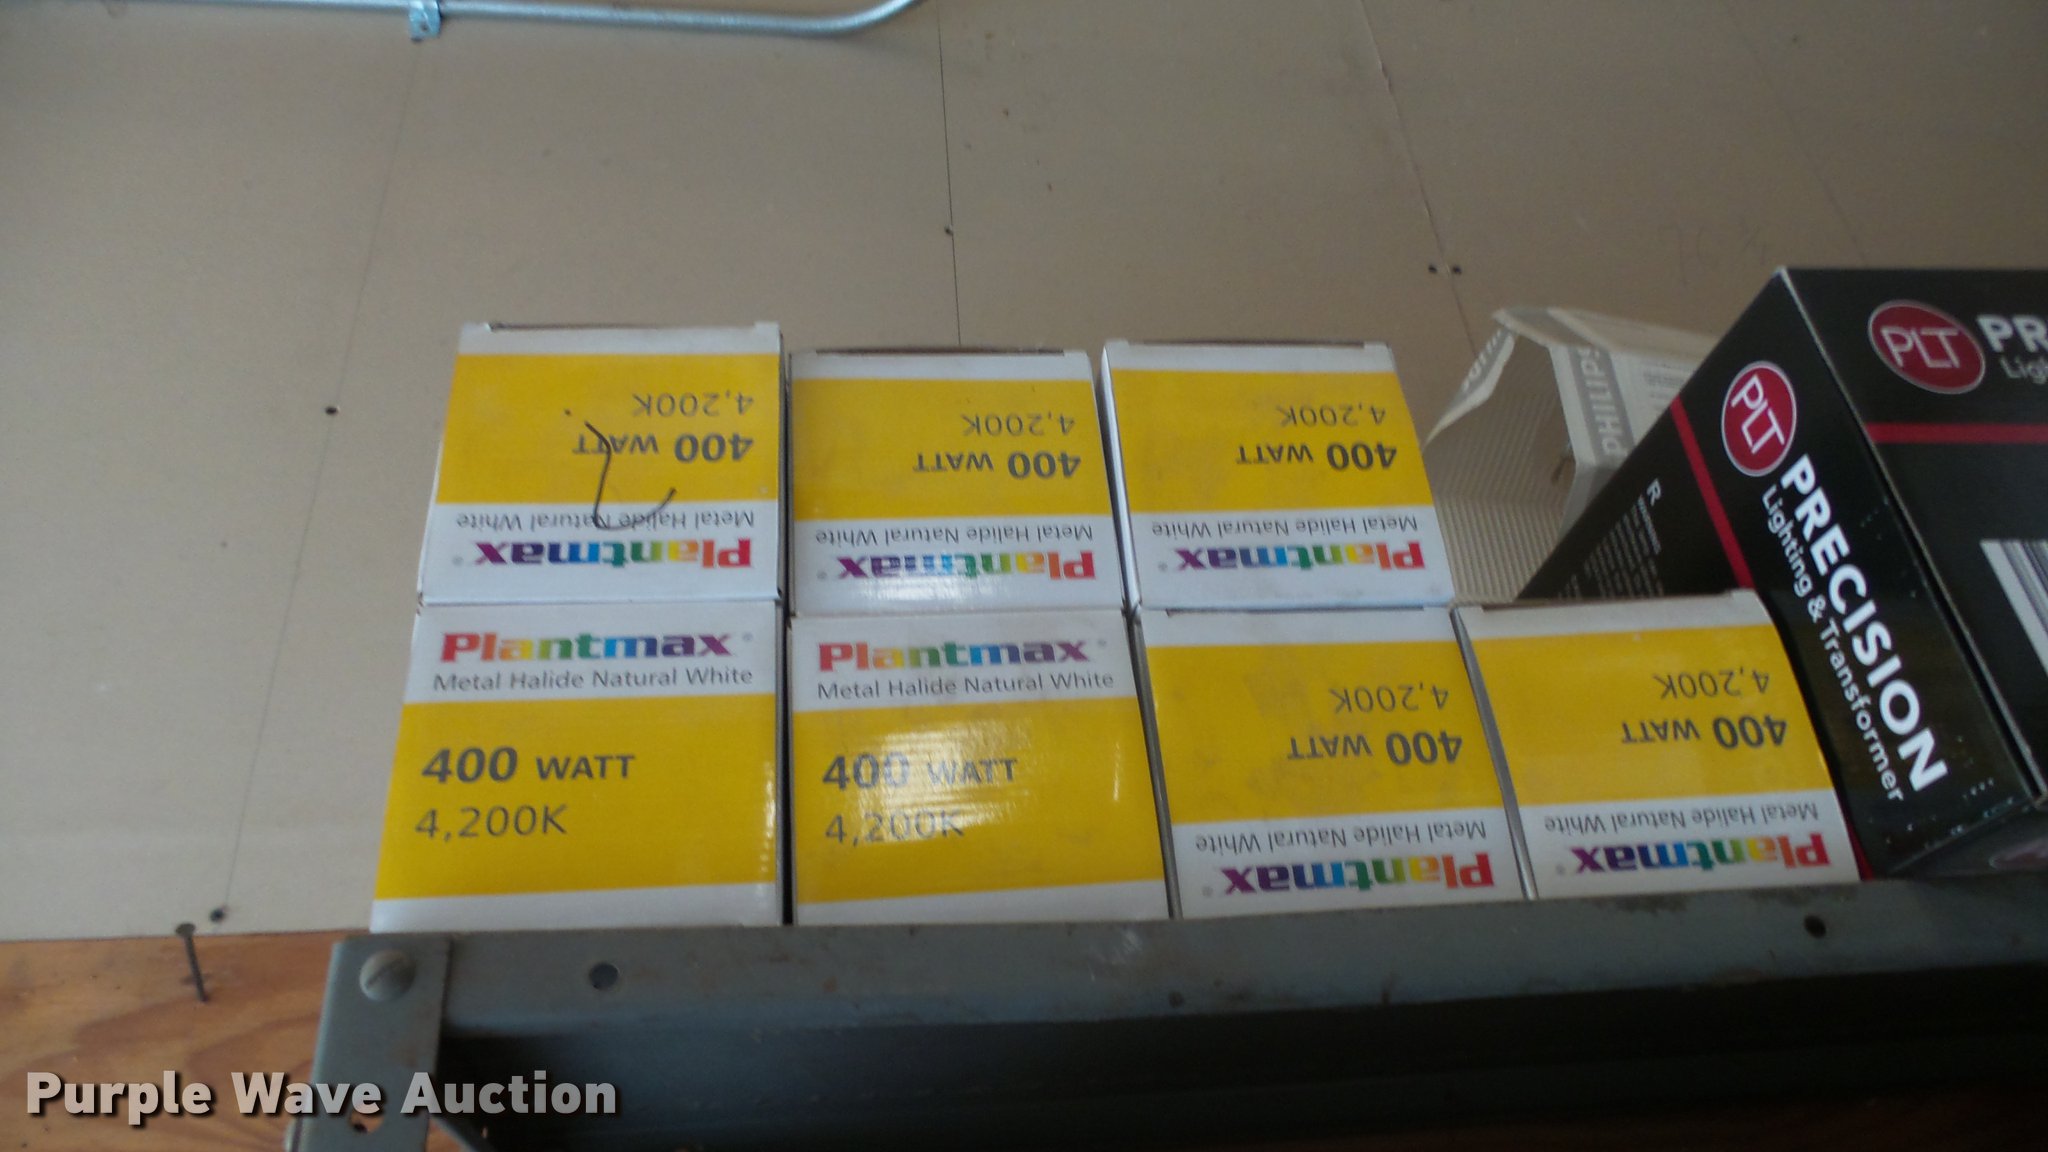 4,200K
400 WATT
Metal Halide Natural White
Plantmax®
4,200K
400 WATT
Metal Halide Natural White
Plantmax®
4,200K
400 WATT
Metal Halide Natural White
Plantmax®
PHILIPS
PLT PRECISION
Lighting & Transformer
PLT
Plantmax®
Metal Halide Natural White
400 WATT
4,200K
Plantmax®
Metal Halide Natural White
400 WATT
4,200K
4,200K
400 WATT
Metal Halide Natural White
Plantmax®
4,200K
400 WATT
Metal Halide Natural White
Plantmax®
Purple Wave Auction